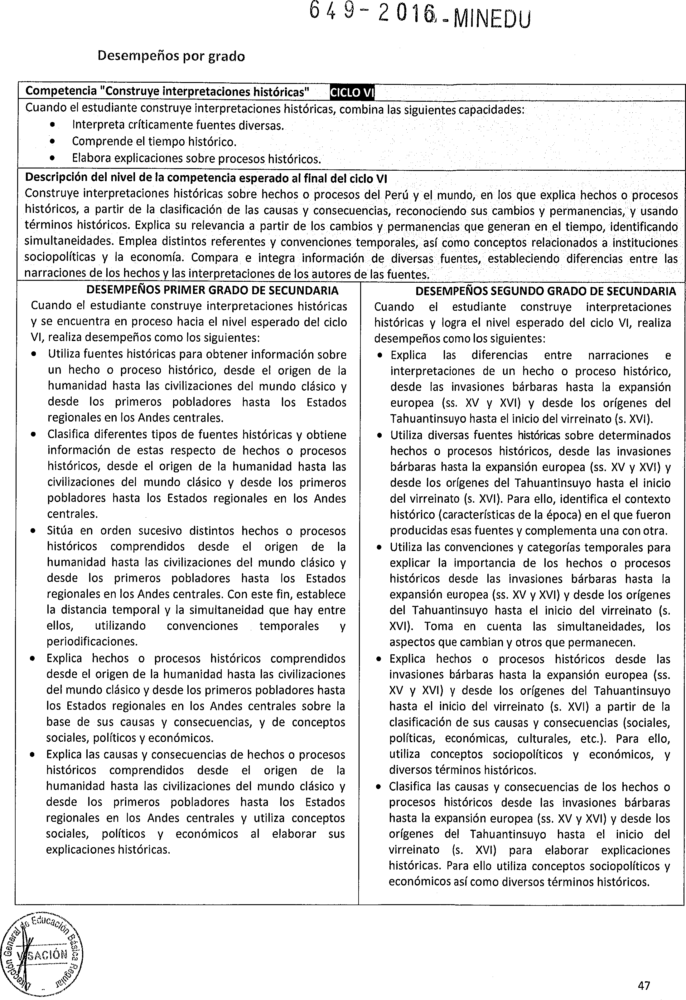 649-2016-MINEDU
Desempeños por grado
Competencia "Construye interpretaciones históricas" CICLO VI
Cuando el estudiante construye interpretaciones históricas, combina las siguientes capacidades:
• Interpreta críticamente fuentes diversas.
• Comprende el tiempo histórico.
• Elabora explicaciones sobre procesos históricos.
Descripción del nivel de la competencia esperado al final del ciclo VI
Construye interpretaciones históricas sobre hechos o procesos del Perú y el mundo, en los que explica hechos o procesos
históricos, a partir de la clasificación de las causas y consecuencias, reconociendo sus cambios y permanencias, y usando
términos históricos. Explica su relevancia a partir de los cambios y permanencias que generan en el tiempo, identificando
simultaneidades. Emplea distintos referentes y convenciones temporales, así como conceptos relacionados a instituciones
sociopolíticas y la economía. Compara e integra información de diversas fuentes, estableciendo diferencias entre las
narraciones de los hechos y las interpretaciones de los autores de las fuentes.
DESEMPEÑOS PRIMER GRADO DE SECUNDARIA
Cuando el estudiante construye interpretaciones históricas
y se encuentra en proceso hacia el nivel esperado del ciclo
VI, realiza desempeños como los siguientes:
• Utiliza fuentes históricas para obtener información sobre
un hecho o proceso histórico, desde el origen de la
humanidad hasta las civilizaciones del mundo clásico y
desde los primeros pobladores hasta los Estados
regionales en los Andes centrales.
• Clasifica diferentes tipos de fuentes históricas y obtiene
información de estas respecto de hechos o procesos
históricos, desde el origen de la humanidad hasta las
civilizaciones del mundo clásico y desde los primeros
pobladores hasta los Estados regionales en los Andes
centrales.
• Sitúa en orden sucesivo distintos hechos o procesos
históricos comprendidos desde el origen de la
humanidad hasta las civilizaciones del mundo clásico y
desde los primeros pobladores hasta los Estados
regionales en los Andes centrales. Con este fin, establece
la distancia temporal y la simultaneidad que hay entre
ellos, utilizando convenciones temporales y
periodificaciones.
• Explica hechos o procesos históricos comprendidos
desde el origen de la humanidad hasta las civilizaciones
del mundo clásico y desde los primeros pobladores hasta
los Estados regionales en los Andes centrales sobre la
base de sus causas y consecuencias, y de conceptos
sociales, políticos y económicos.
• Explica las causas y consecuencias de hechos o procesos
históricos comprendidos desde el origen de la
humanidad hasta las civilizaciones del mundo clásico y
desde los primeros pobladores hasta los Estados
regionales en los Andes centrales y utiliza conceptos
sociales, políticos y económicos al elaborar sus
explicaciones históricas.
DESEMPEÑOS SEGUNDO GRADO DE SECUNDARIA
Cuando el estudiante construye interpretaciones
históricas y logra el nivel esperado del ciclo VI, realiza
desempeños como los siguientes:
• Explica las diferencias entre narraciones e
interpretaciones de un hecho o proceso histórico,
desde las invasiones bárbaras hasta la expansión
europea (ss. XV y XVI) y desde los orígenes del
Tahuantinsuyo hasta el inicio del virreinato (s. XVI).
• Utiliza diversas fuentes históricas sobre determinados
hechos o procesos históricos, desde las invasiones
bárbaras hasta la expansión europea (ss. XV y XVI) y
desde los orígenes del Tahuantinsuyo hasta el inicio
del virreinato (s. XVI). Para ello, identifica el contexto
histórico (características de la época) en el que fueron
producidas esas fuentes y complementa una con otra.
• Utiliza las convenciones y categorías temporales para
explicar la importancia de los hechos o procesos
históricos desde las invasiones bárbaras hasta la
expansión europea (ss. XV y XVI) y desde los orígenes
del Tahuantinsuyo hasta el inicio del virreinato (s.
XVI). Toma en cuenta las simultaneidades, los
aspectos que cambian y otros que permanecen.
• Explica hechos o procesos históricos desde las
invasiones bárbaras hasta la expansión europea (ss.
XV y XVI) y desde los orígenes del Tahuantinsuyo
hasta el inicio del virreinato (s. XVI) a partir de la
clasificación de sus causas y consecuencias (sociales,
políticas, económicas, culturales, etc.). Para ello,
utiliza conceptos sociopolíticos y económicos, y
diversos términos históricos.
• Clasifica las causas y consecuencias de los hechos o
procesos históricos desde las invasiones bárbaras
hasta la expansión europea (ss. XV y XVI) y desde los
orígenes del Tahuantinsuyo hasta el inicio del
virreinato (s. XVI) para elaborar explicaciones
históricas. Para ello utiliza conceptos sociopolíticos y
económicos así como diversos términos históricos.
Dirección General de Educación Básica Regular
VISACIÓN
47